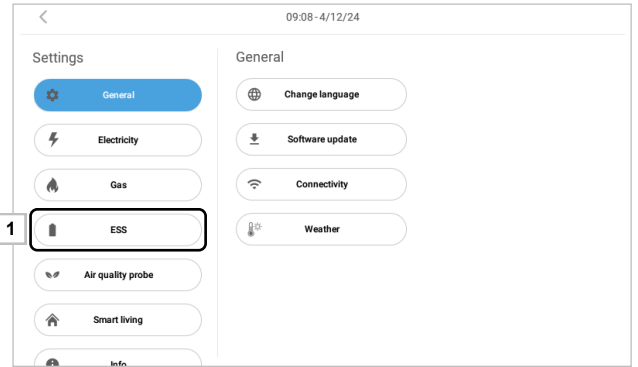 09:08-4/12/24
Settings
General
Electricity
Gas
1
ESS
Air quality probe
Smart living
Info
General
Change language
Software update
Connectivity
Weather